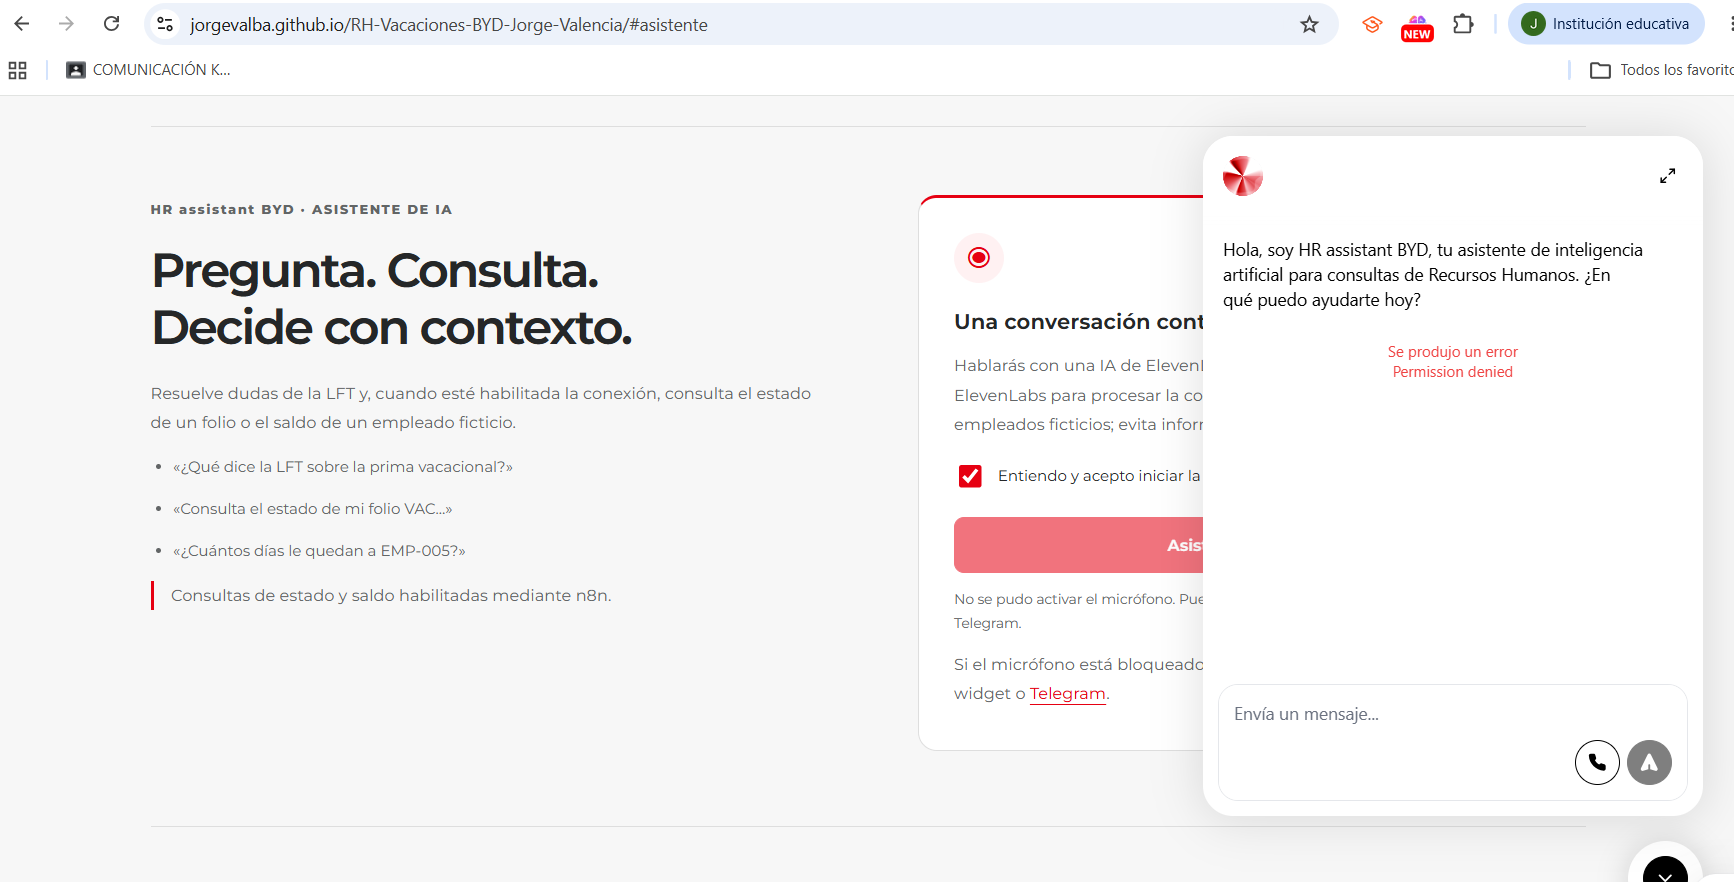 jorgevalba.github.io/RH-Vacaciones-BYD-Jorge-Valencia/#asistente
NEW
J
Institución educativa
COMUNICACIÓN K...
Todos los favorito
HR assistant BYD • ASISTENTE DE IA
Pregunta. Consulta.
Decide con contexto.
Resuelve dudas de la LFT y, cuando esté habilitada la conexión, consulta el estado
de un folio o el saldo de un empleado ficticio.
• «¿Qué dice la LFT sobre la prima vacacional?»
• «Consulta el estado de mi folio VAC...»
• «¿Cuántos días le quedan a EMP-005?»
Consultas de estado y saldo habilitadas mediante n8n.
Una conversación cont
Hablarás con una IA de Elevenl
ElevenLabs para procesar la co
empleados ficticios; evita inforr
Entiendo y acepto iniciar la
Asist
No se pudo activar el micrófono. Pue
Telegram.
Si el micrófono está bloqueado
widget o Telegram.
Hola, soy HR assistant BYD, tu asistente de inteligencia
artificial para consultas de Recursos Humanos. ¿En
qué puedo ayudarte hoy?
Se produjo un error
Permission denied
Envía un mensaje...